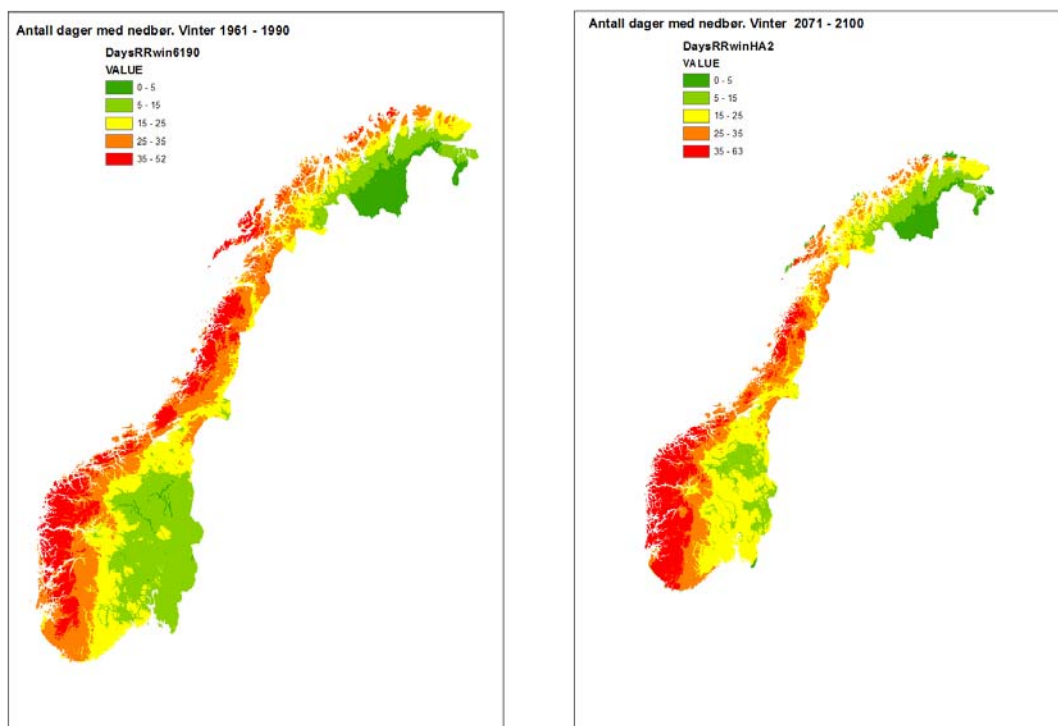 Antall dager med nedbør. Vinter 1961 - 1990
DaysRRwin6190
VALUE
0 - 5
5 - 15
15 - 25
25 - 35
35 - 52
Antall dager med nedbør. Vinter 2071 - 2100
DaysRRwinHA2
VALUE
0 - 5
5 - 15
15 - 25
25 - 35
35 - 63